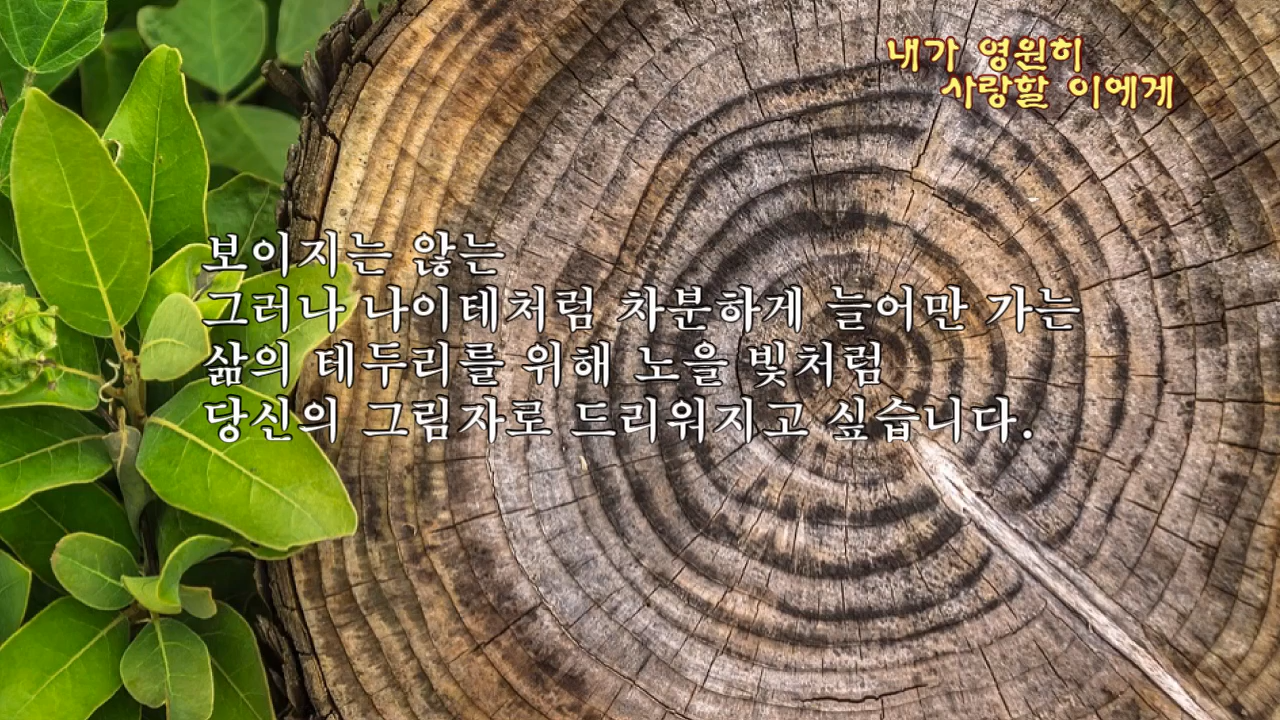 내가 영원히
사랑할 이에게
보이지는 않는
그러나 나이테처럼 차분하게 늘어만 가는
삶의 테두리를 위해 노을 빛처럼
당신의 그림자로 드리워지고 싶습니다.